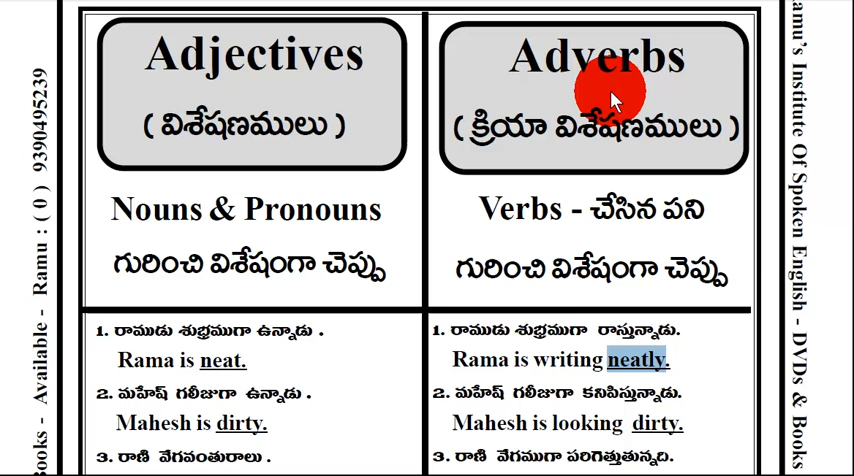 Adjectives
( విశేషణములు )
Nouns & Pronouns
గురించి విశేషంగా చెప్పు
1. రాముడు శుభ్రముగా ఉన్నాడు .
Rama is neat.
2. మహేష్ గలీజుగా ఉన్నాడు .
Mahesh is dirty.
3. రాణి వేగవంతురాలు .
Adverbs
( క్రియా విశేషణములు )
Verbs - చేసిన పని
గురించి విశేషంగా చెప్పు
1. రాముడు శుభ్రముగా రాస్తున్నాడు.
Rama is writing neatly.
2. మహేష్ గలీజుగా కనిపిస్తున్నాడు.
Mahesh is looking dirty.
3. రాణి వేగముగా పరిగెత్తుతున్నది.
Books - Available - Ramu : ( 0 ) 9390495239
Ramu's Institute Of Spoken English - DVDs & Books